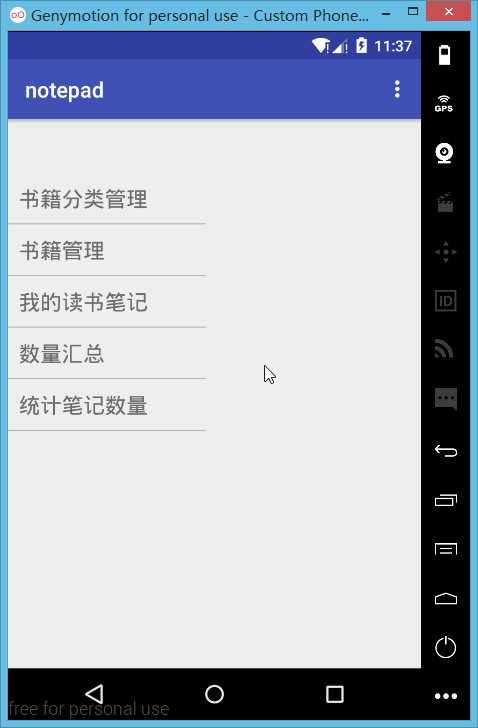 Genymotion for personal use - Custom Phone...
11:37
notepad
GPS
书籍分类管理
书籍管理
ID
我的读书笔记
数量汇总
统计笔记数量
free for personal use